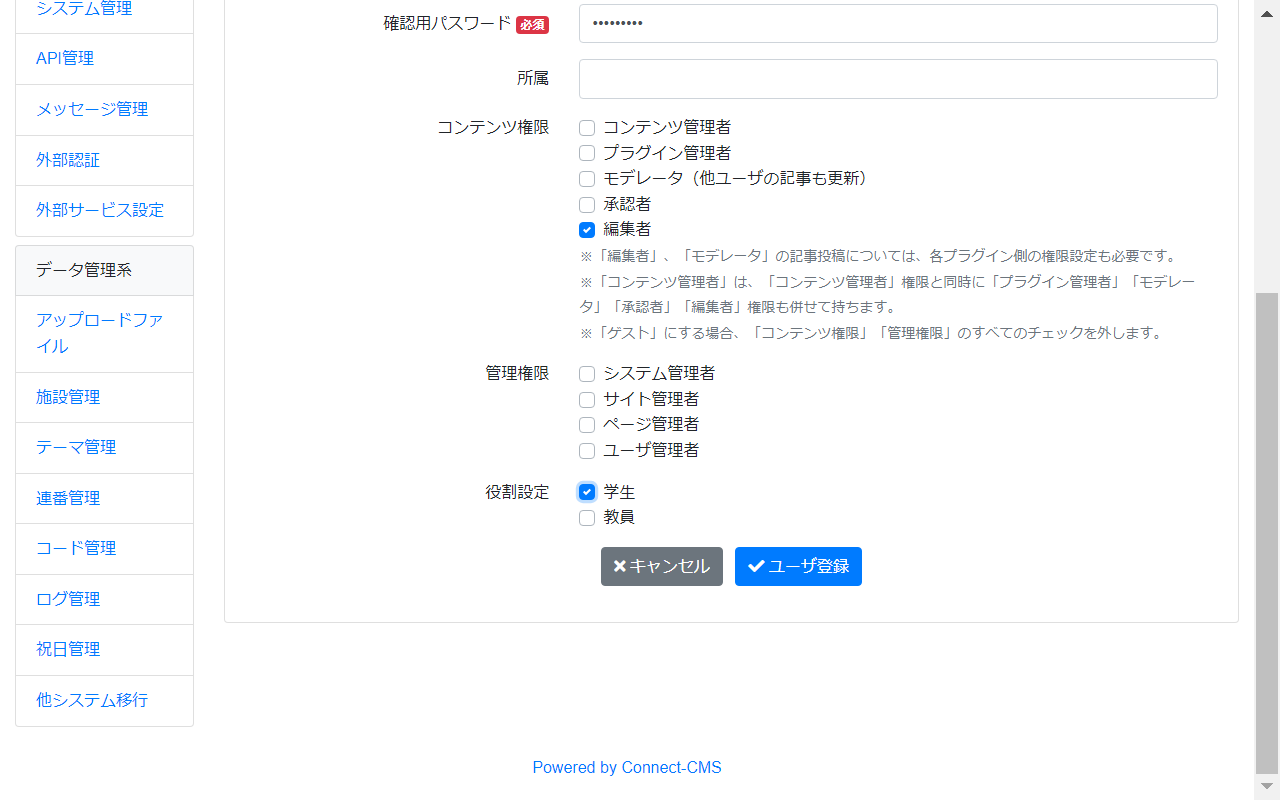 システム管理
API管理
メッセージ管理
外部認証
外部サービス設定
データ管理系
アップロードファ
イル
施設管理
テーマ管理
連番管理
コード管理
ログ管理
祝日管理
他システム移行
確認用パスワード 必須
•••••••••
所属
コンテンツ権限
コンテンツ管理者
プラグイン管理者
モデレータ（他ユーザの記事も更新）
承認者
編集者
※「編集者」、「モデレータ」の記事投稿については、各プラグイン側の権限設定も必要です。
※「コンテンツ管理者」は、「コンテンツ管理者」権限と同時に「プラグイン管理者」「モデレー
タ」「承認者」「編集者」権限も併せて持ちます。
※「ゲスト」にする場合、「コンテンツ権限」「管理権限」のすべてのチェックを外します。
管理権限
システム管理者
サイト管理者
ページ管理者
ユーザ管理者
役割設定
学生
教員
キャンセル
ユーザ登録
Powered by Connect-CMS